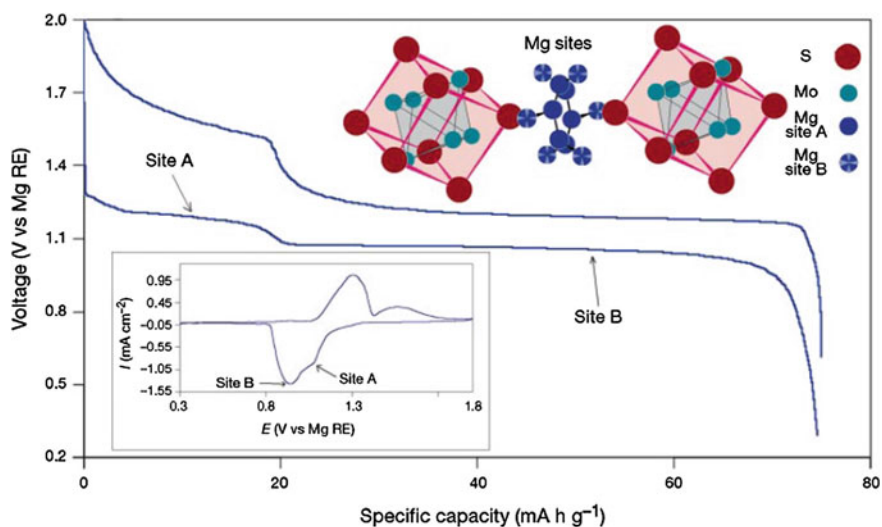 2.0
1.7
1.4
1.1
0.8
0.5
0.2
Voltage (V vs Mg RE)
Site A
Mg sites
S
Mo
Mg
site A
Mg
site B
Site B
0.95
0.45
-0.05
-0.55
-1.05
-1.55
I (mA cm⁻²)
Site B
Site A
0.3 0.8 1.3 1.8
E (V vs Mg RE)
0 20 40 60 80
Specific capacity (mA h g⁻¹)